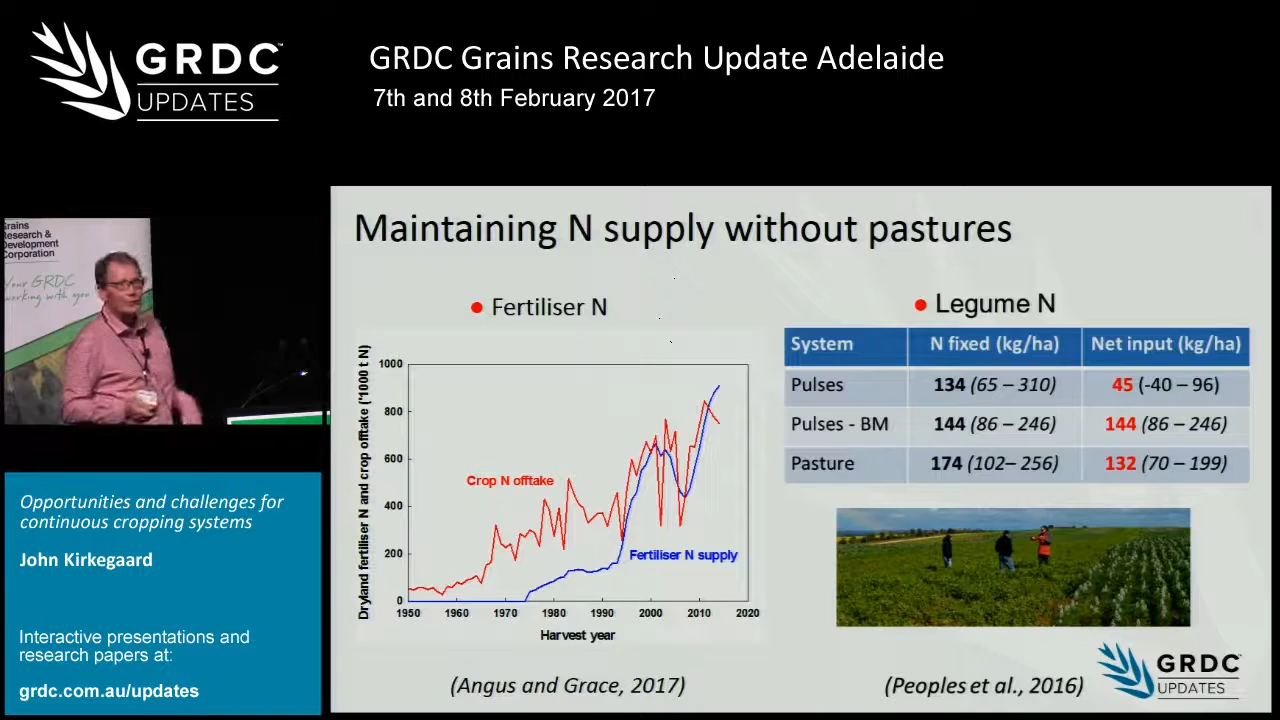 GRDC™
UPDATES
GRDC Grains Research Update Adelaide
7th and 8th February 2017
Grains
Research &
Development
Corporation
Your GRDC
working with you
Opportunities and challenges for
continuous cropping systems
John Kirkegaard
Interactive presentations and
research papers at:
grdc.com.au/updates
Maintaining N supply without pastures
• Fertiliser N
Dryland fertiliser N and crop offtake (*1000 t N)
1000
800
600
400
200
0
Crop N offtake
Fertiliser N supply
1950 1960 1970 1980 1990 2000 2010 2020
Harvest year
(Angus and Grace, 2017)
• Legume N
System N fixed (kg/ha) Net input (kg/ha)
Pulses 134 (65 – 310) 45 (-40 – 96)
Pulses - BM 144 (86 – 246) 144 (86 – 246)
Pasture 174 (102– 256) 132 (70 – 199)
(Peoples et al., 2016)
GRDC
UPDATES